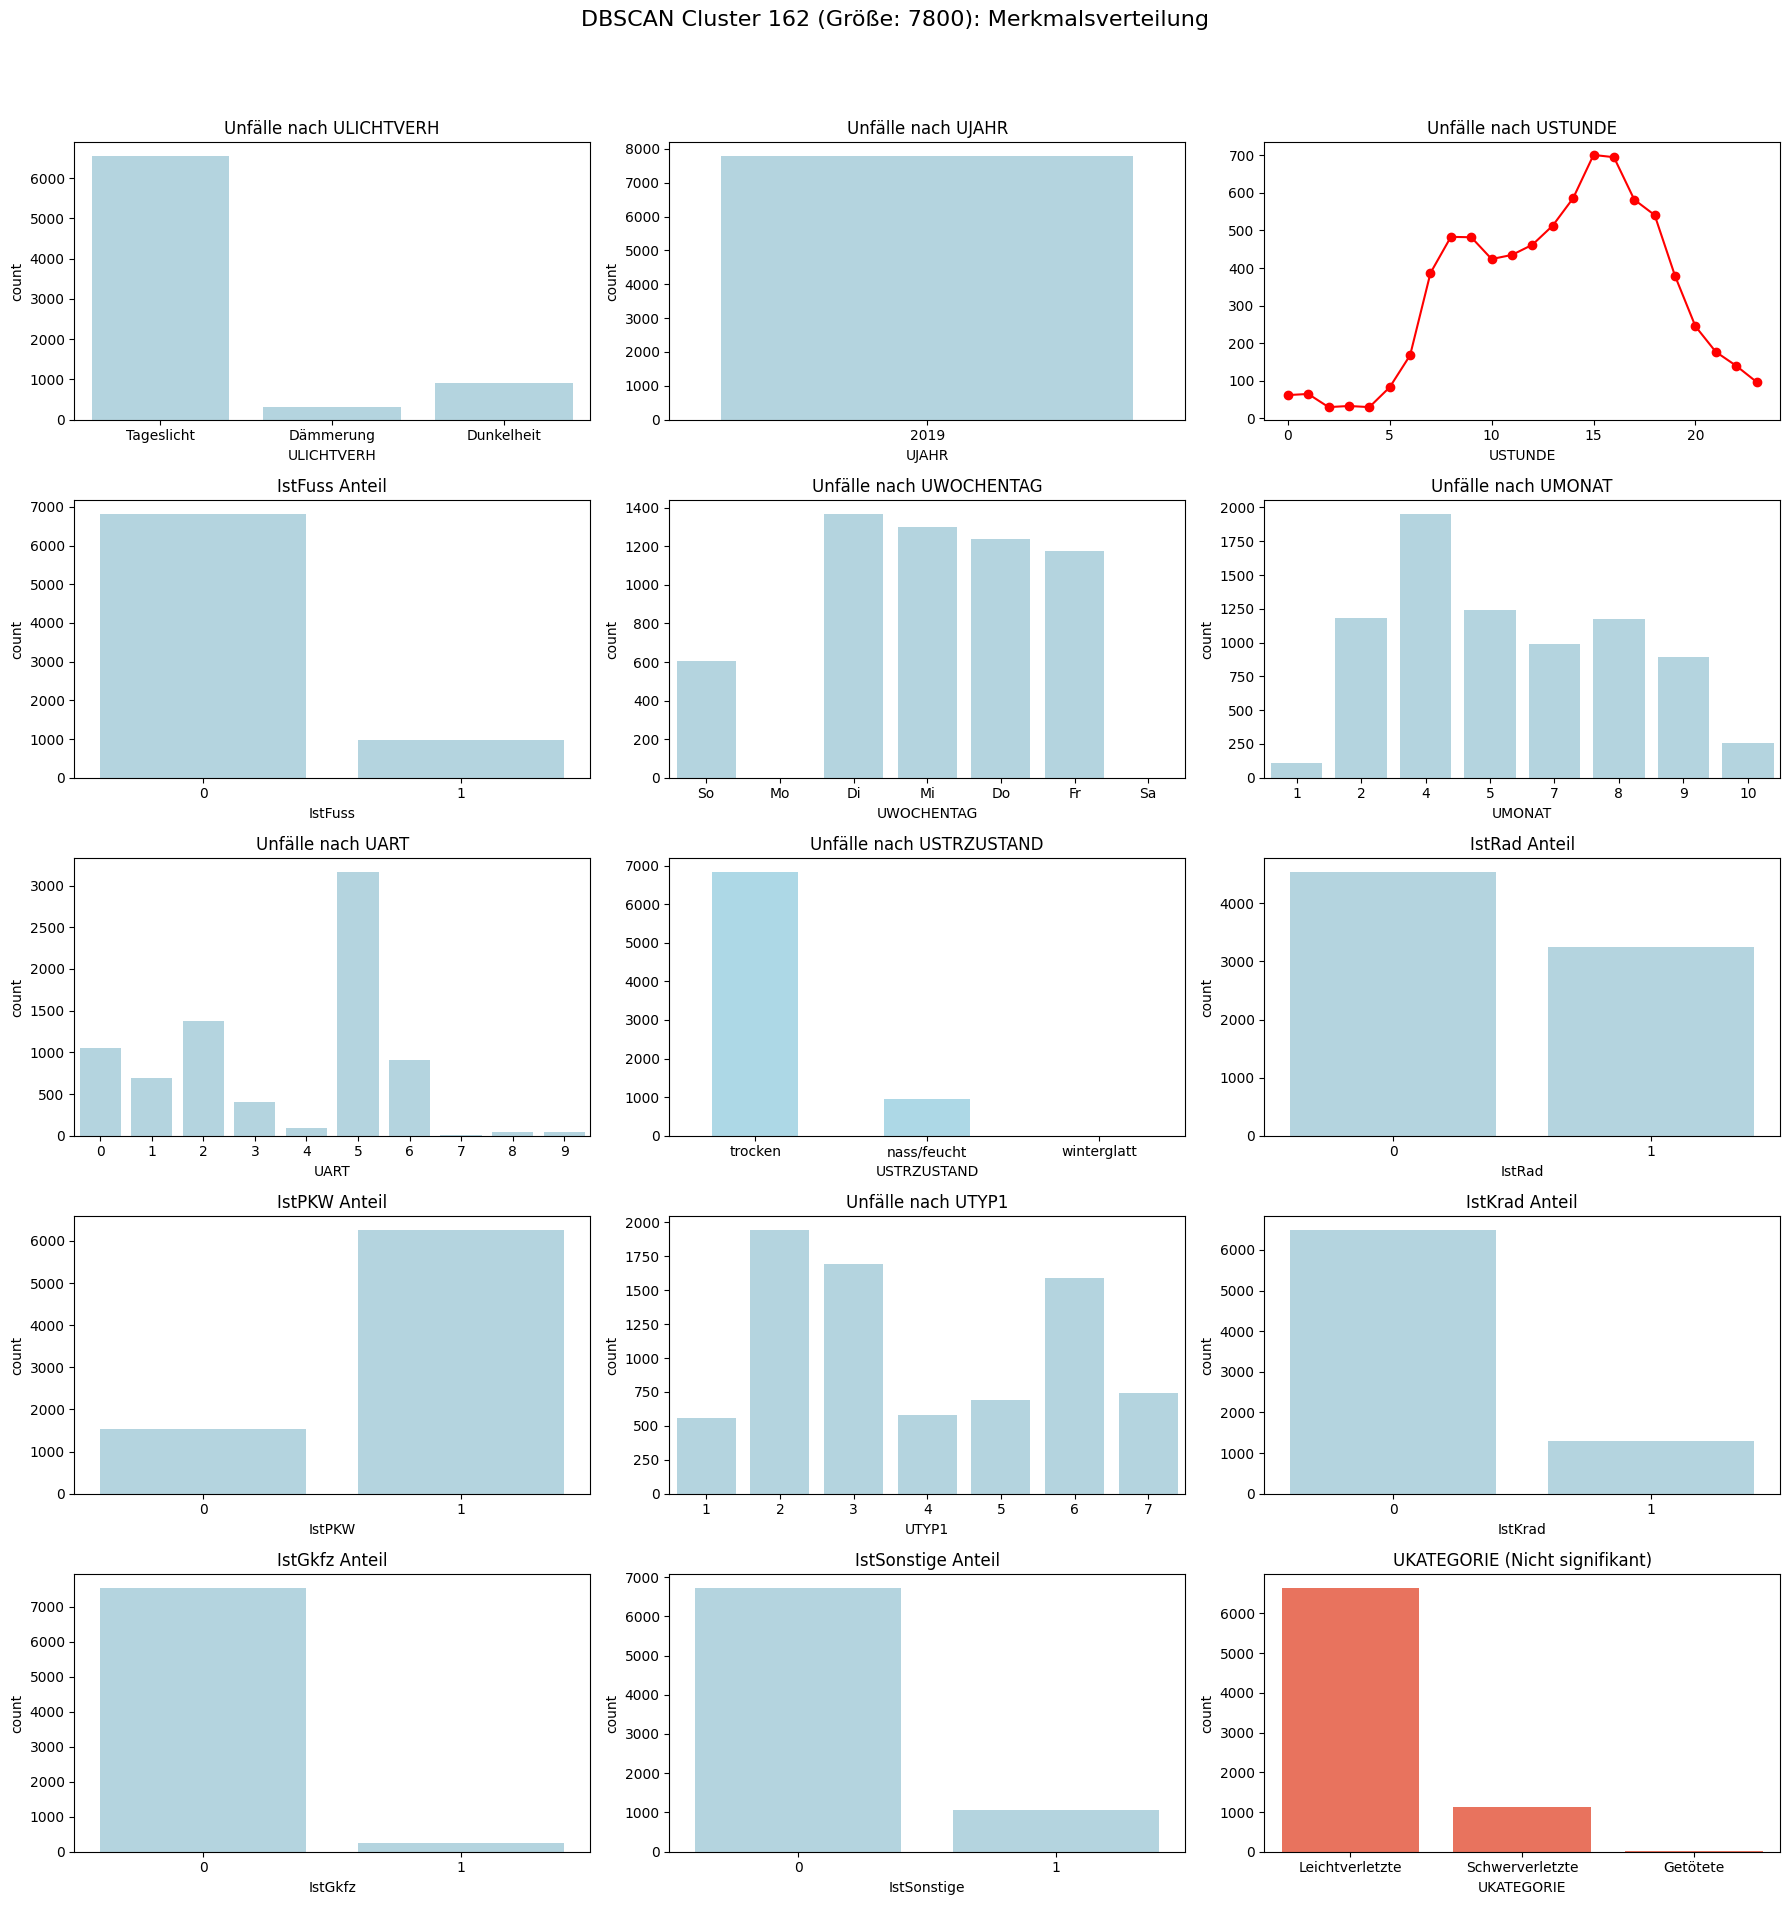 DBSCAN Cluster 162 (Größe: 7800): Merkmalsverteilung
Unfälle nach ULICHTVERH
count
6000
5000
4000
3000
2000
1000
0
Tageslicht Dämmerung Dunkelheit
ULICHTVERH
Unfälle nach UJAHR
count
8000
7000
6000
5000
4000
3000
2000
1000
0
2019
UJAHR
Unfälle nach USTUNDE
700
600
500
400
300
200
100
0
0 5 10 15 20
USTUNDE
IstFuss Anteil
count
7000
6000
5000
4000
3000
2000
1000
0
0 1
IstFuss
Unfälle nach UWOCHENTAG
count
1400
1200
1000
800
600
400
200
0
So Mo Di Mi Do Fr Sa
UWOCHENTAG
Unfälle nach UMONAT
count
2000
1750
1500
1250
1000
750
500
250
0
1 2 4 5 7 8 9 10
UMONAT
Unfälle nach UART
count
3000
2500
2000
1500
1000
500
0
0 1 2 3 4 5 6 7 8 9
UART
Unfälle nach USTRZUSTAND
7000
6000
5000
4000
3000
2000
1000
0
trocken nass/feucht winterglatt
USTRZUSTAND
IstRad Anteil
count
4000
3000
2000
1000
0
0 1
IstRad
IstPKW Anteil
count
6000
5000
4000
3000
2000
1000
0
0 1
IstPKW
Unfälle nach UTYP1
count
2000
1750
1500
1250
1000
750
500
250
0
1 2 3 4 5 6 7
UTYP1
IstKrad Anteil
count
6000
5000
4000
3000
2000
1000
0
0 1
IstKrad
IstGkfz Anteil
count
7000
6000
5000
4000
3000
2000
1000
0
0 1
IstGkfz
IstSonstige Anteil
count
7000
6000
5000
4000
3000
2000
1000
0
0 1
IstSonstige
UKATEGORIE (Nicht signifikant)
count
6000
5000
4000
3000
2000
1000
0
Leichtverletzte Schwerverletzte Getötete
UKATEGORIE